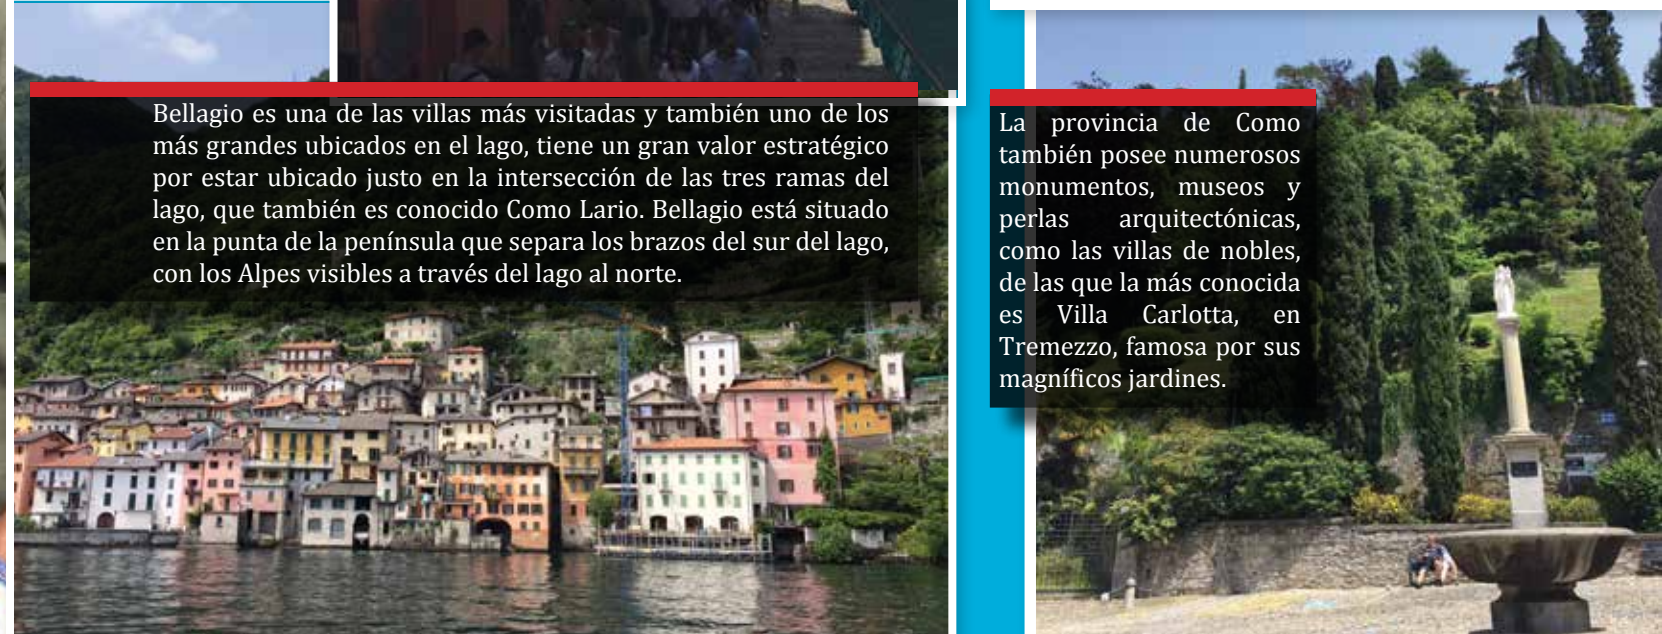 Bellagio es una de las villas más visitadas y también uno de los
más grandes ubicados en el lago, tiene un gran valor estratégico
por estar ubicado justo en la intersección de las tres ramas del
lago, que también es conocido Como Lario. Bellagio está situado
en la punta de la península que separa los brazos del sur del lago,
con los Alpes visibles a través del lago al norte.
La provincia de Como
también posee numerosos
monumentos, museos y
perlas arquitectónicas,
como las villas de nobles,
de las que la más conocida
es Villa Carlotta, en
Tremezzo, famosa por sus
magníficos jardines.